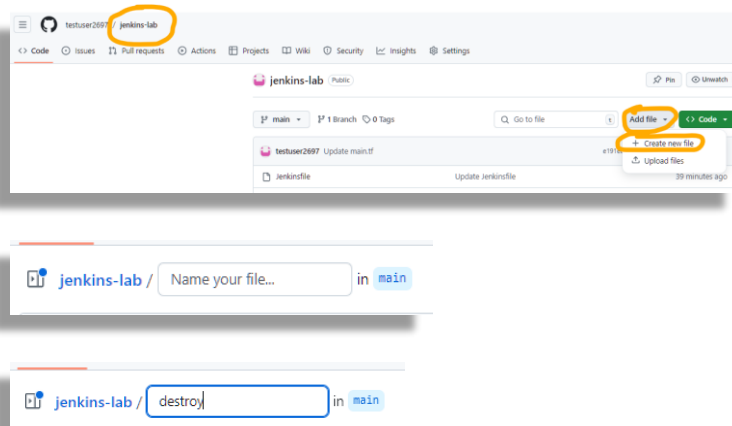 testuser2697 / jenkins-lab
Code Issues Pull requests Actions Projects Wiki Security Insights Settings
jenkins-lab Public Pin Unwatch
main 1 Branch 0 Tags Go to file t Add file Code
testuser2697 Update main.tf
Create new file
Upload files
Jenkinsfile Update Jenkinsfile 39 minutes ago
jenkins-lab / Name your file... in main
jenkins-lab / destroy in main